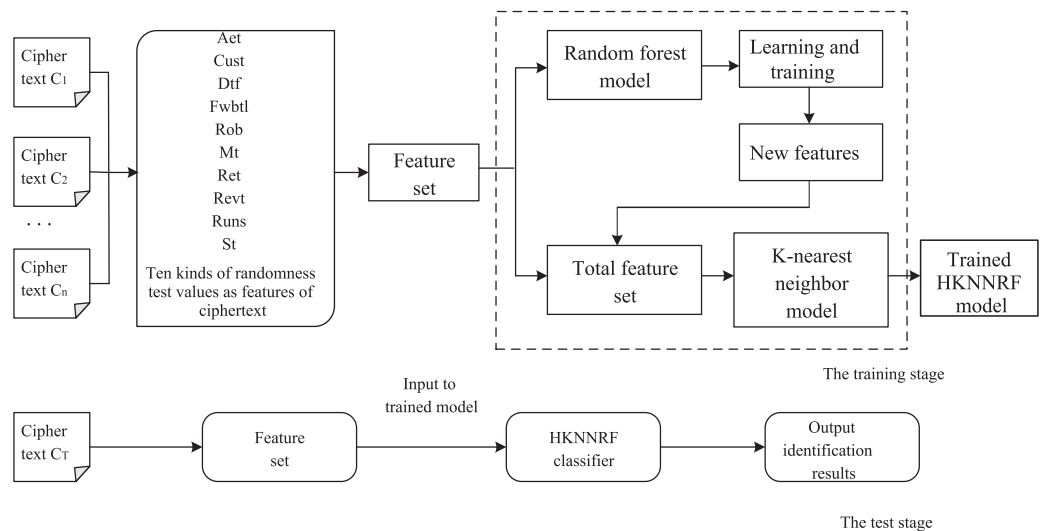 Cipher
text C1
Cipher
text C2
. . .
Cipher
text Cn
Aet
Cust
Dtf
Fwbtl
Rob
Mt
Ret
Revt
Runs
St
Ten kinds of randomness
test values as features of
ciphertext
Feature
set
Random forest
model
Learning and
training
New features
Total feature
set
K-nearest
neighbor
model
Trained
HKNNRF
model
The training stage
Cipher
text CT
Feature
set
Input to
trained model
HKNNRF
classifier
Output
identification
results
The test stage